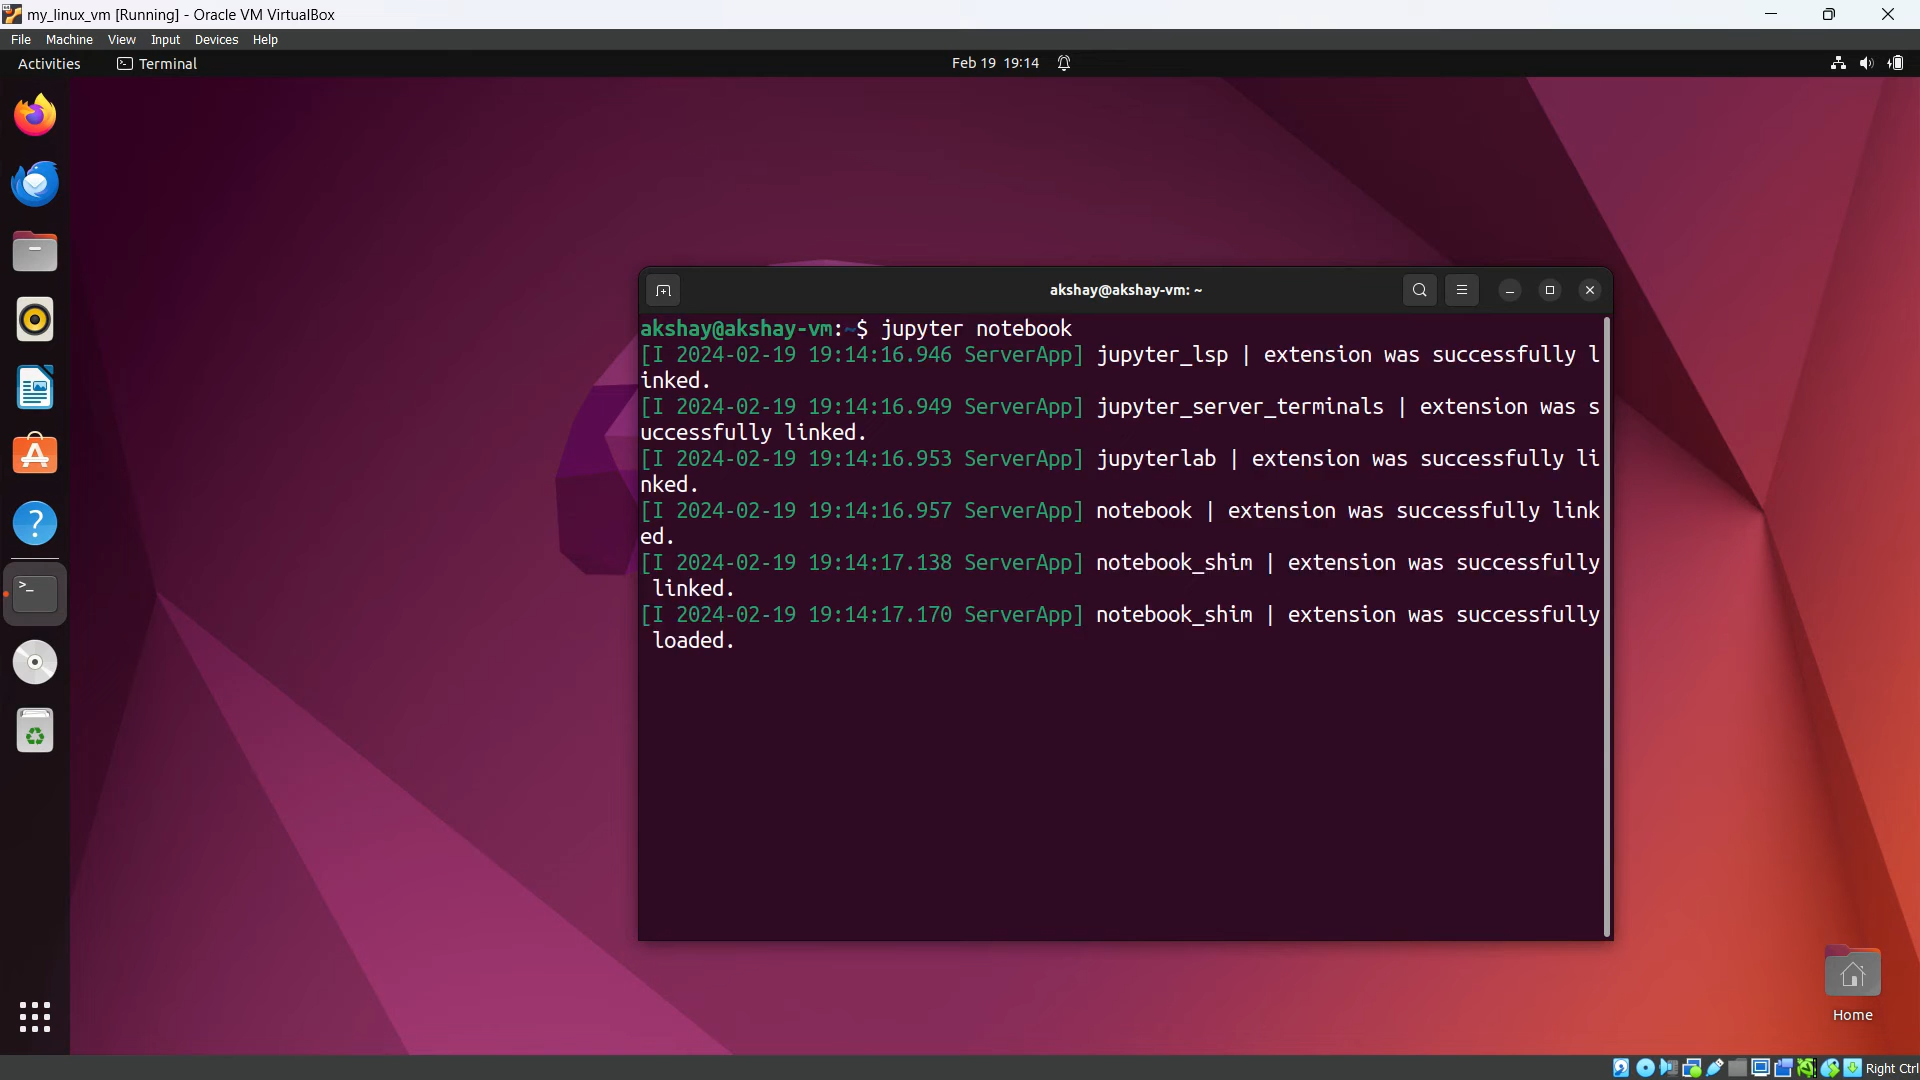 my_linux_vm [Running] - Oracle VM VirtualBox
File Machine View Input Devices Help
Activities Terminal Feb 19 19:14
akshay@akshay-vm: ~
akshay@akshay-vm:~$ jupyter notebook
[I 2024-02-19 19:14:16.946 ServerApp] jupyter_lsp | extension was successfully l
inked.
[I 2024-02-19 19:14:16.949 ServerApp] jupyter_server_terminals | extension was s
uccessfully linked.
[I 2024-02-19 19:14:16.953 ServerApp] jupyterlab | extension was successfully li
nked.
[I 2024-02-19 19:14:16.957 ServerApp] notebook | extension was successfully link
ed.
[I 2024-02-19 19:14:17.138 ServerApp] notebook_shim | extension was successfully
linked.
[I 2024-02-19 19:14:17.170 ServerApp] notebook_shim | extension was successfully
loaded.
Home
Right Ctrl